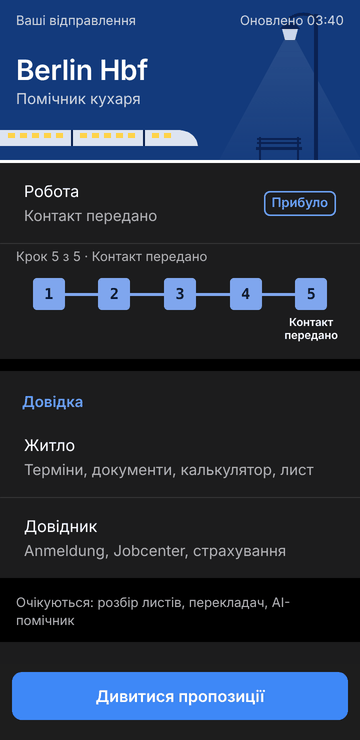 Ваші відправлення
Оновлено 03:40
Berlin Hbf
Помічник кухаря
Робота
Контакт передано
Прибуло
Крок 5 з 5 · Контакт передано
1 2 3 4 5
Контакт
передано
Довідка
Житло
Терміни, документи, калькулятор, лист
Довідник
Anmeldung, Jobcenter, страхування
Очікуються: розбір листів, перекладач, AI-
помічник
Дивитися пропозиції